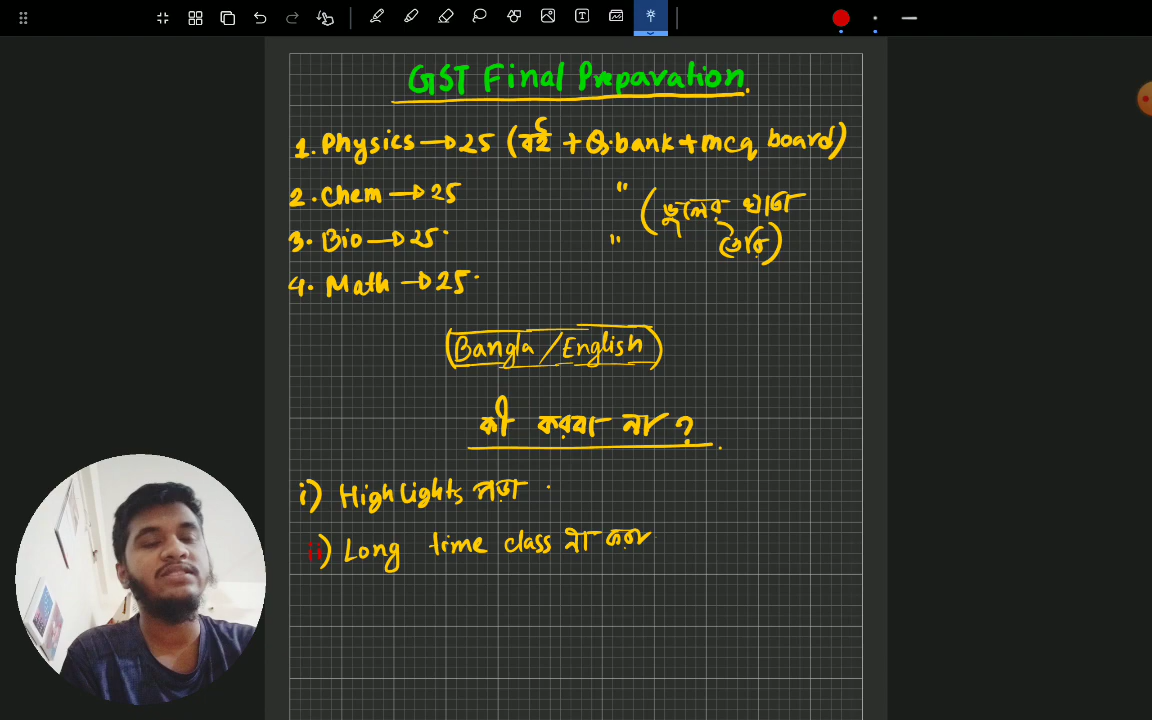 GST Final Preparation.
1. Physics → 25 (বই + Q.bank + mcq board)
2. Chem → 25 "
(ভুলের খাতা
তৈরি)
3. Bio → 25 "
4. Math → 25
(Bangla / English)
কী করবা না ?
i) Highlights পড়া
ii) Long time class না করা